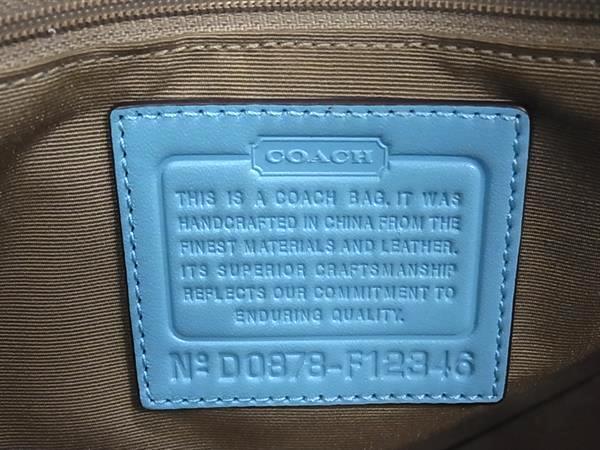 COACH
THIS IS A COACH BAG. IT WAS
HANDCRAFTED IN CHINA FROM THE
FINEST MATERIALS AND LEATHER.
ITS SUPERIOR CRAFTSMANSHIP
REFLECTS OUR COMMITMENT TO
ENDURING QUALITY.
Nº D0878-F12346